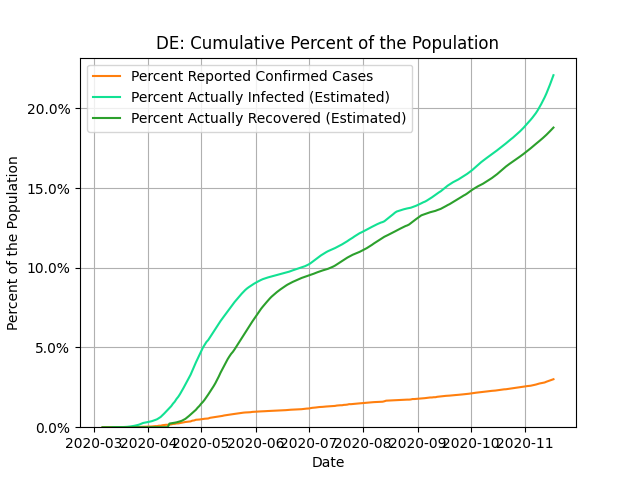 DE: Cumulative Percent of the Population
Percent Reported Confirmed Cases
Percent Actually Infected (Estimated)
Percent Actually Recovered (Estimated)
20.0%
15.0%
10.0%
5.0%
0.0%
Percent of the Population
2020-03 2020-04 2020-05 2020-06 2020-07 2020-08 2020-09 2020-10 2020-11
Date